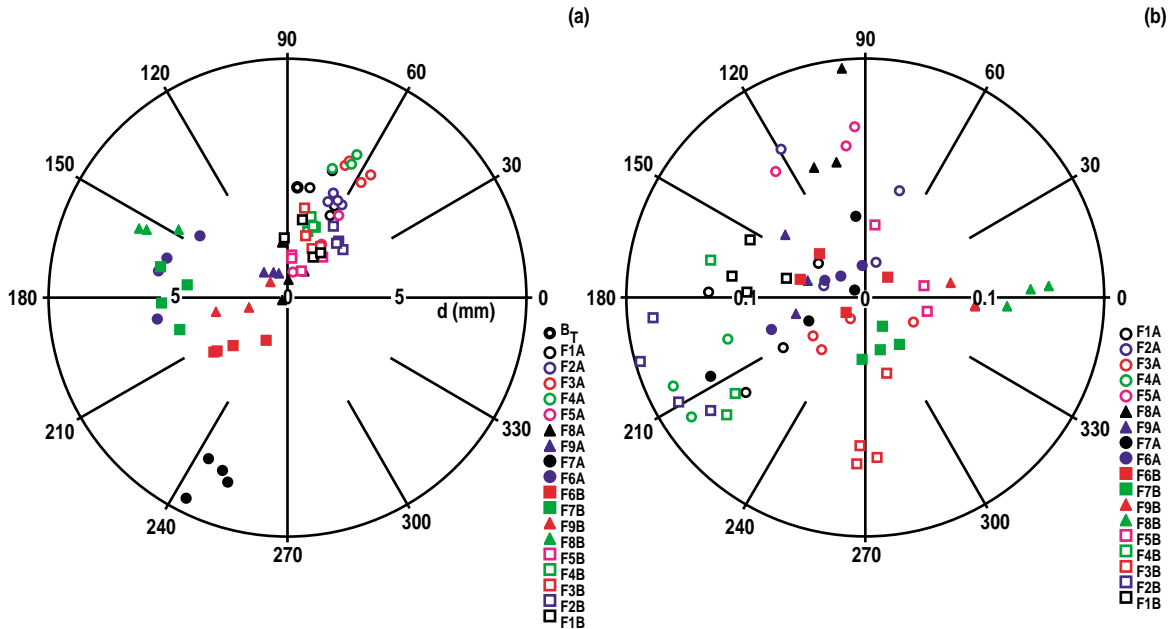 (a)
90
120
60
150
30
180
5
0
5
0
d (mm)
210
330
240
300
270
BT
F1A
F2A
F3A
F4A
F5A
F8A
F9A
F7A
F6A
F6B
F7B
F9B
F8B
F5B
F4B
F3B
F2B
F1B
(b)
90
120
60
150
30
180
0.1
0
0.1
0
210
330
240
300
270
F1A
F2A
F3A
F4A
F5A
F8A
F9A
F7A
F6A
F6B
F7B
F9B
F8B
F5B
F4B
F3B
F2B
F1B